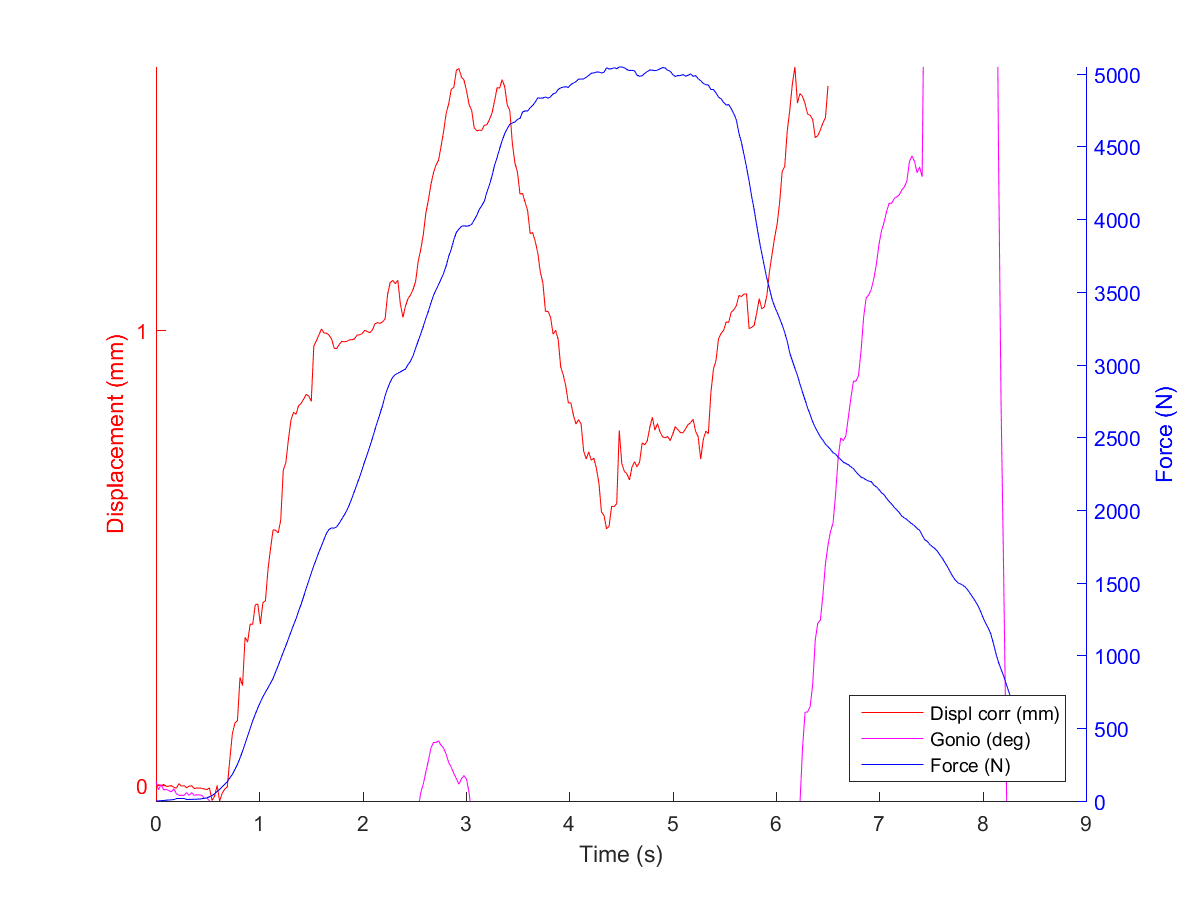 1
0
Displacement (mm)
5000
4500
4000
3500
3000
2500
2000
1500
1000
500
0
Force (N)
Displ corr (mm)
Gonio (deg)
Force (N)
0 1 2 3 4 5 6 7 8 9
Time (s)